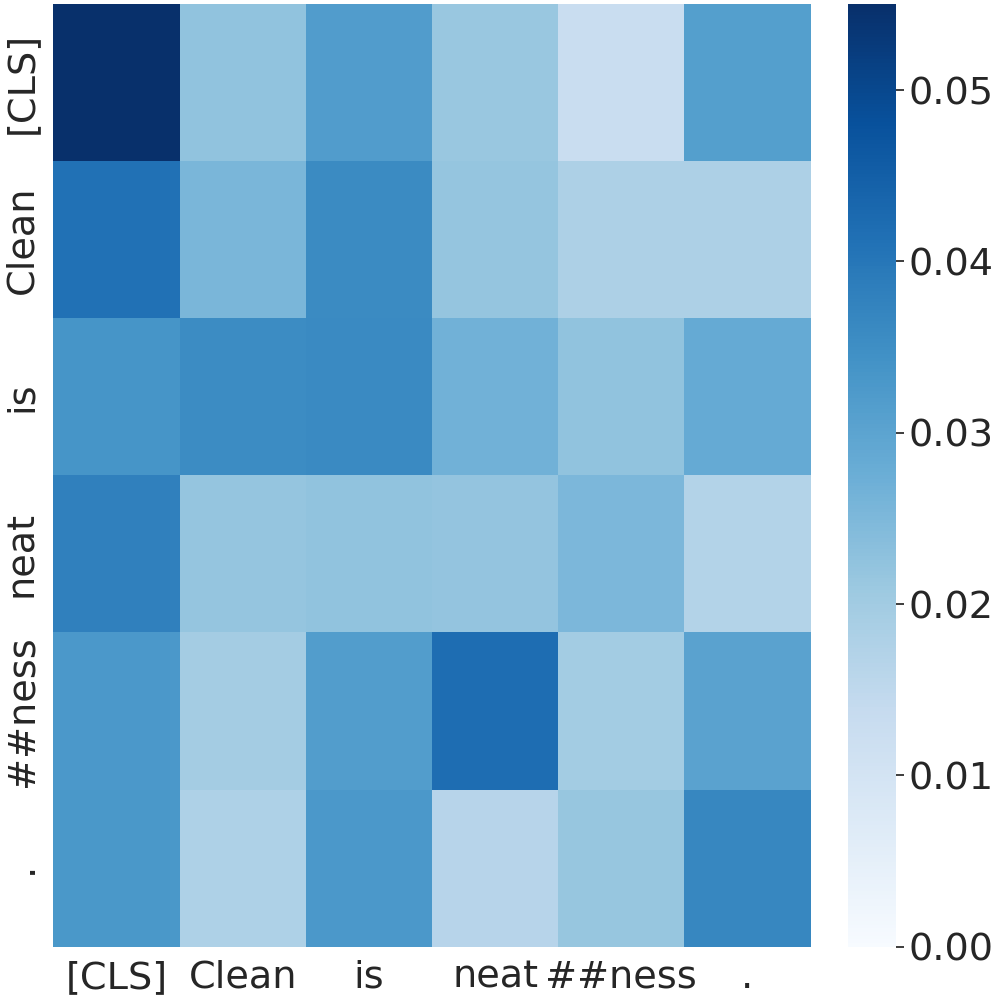 [CLS]
Clean
is
neat
##ness
.
[CLS] Clean is neat ##ness .
0.05
0.04
0.03
0.02
0.01
0.00